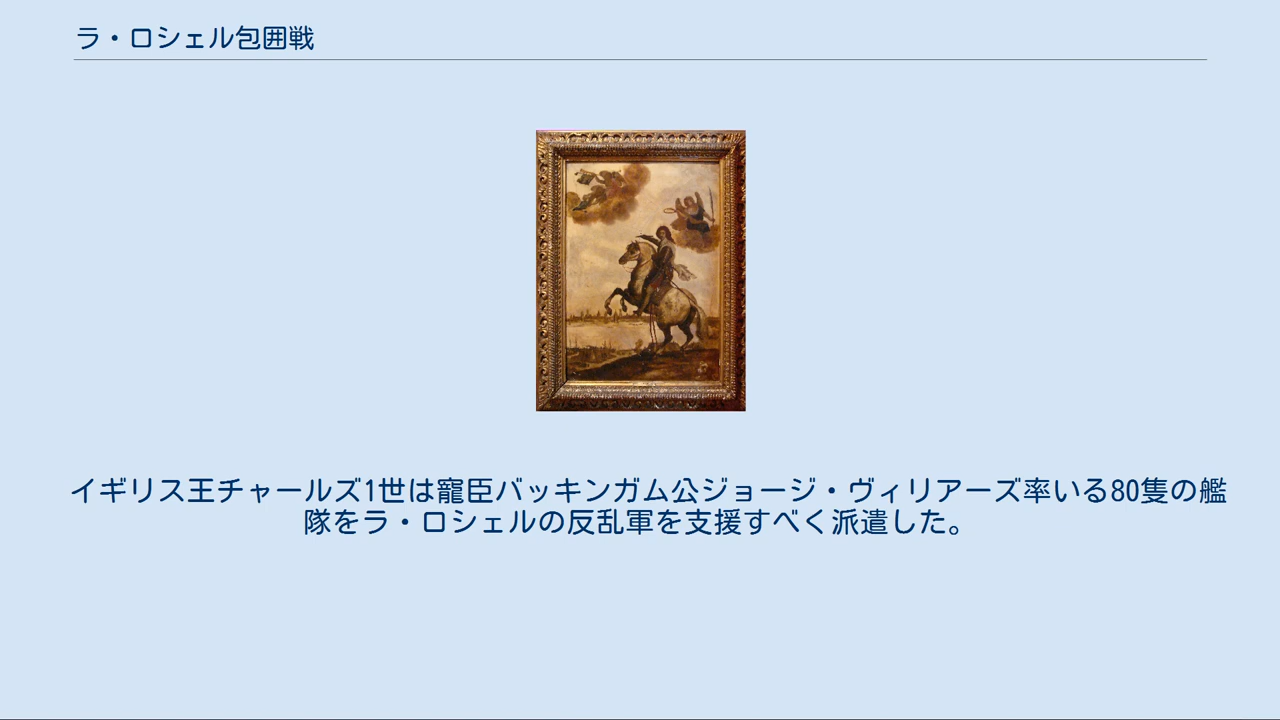 ラ・ロシェル包囲戦
イギリス王チャールズ1世は寵臣バッキンガム公ジョージ・ヴィリアーズ率いる80隻の艦
隊をラ・ロシェルの反乱軍を支援すべく派遣した。